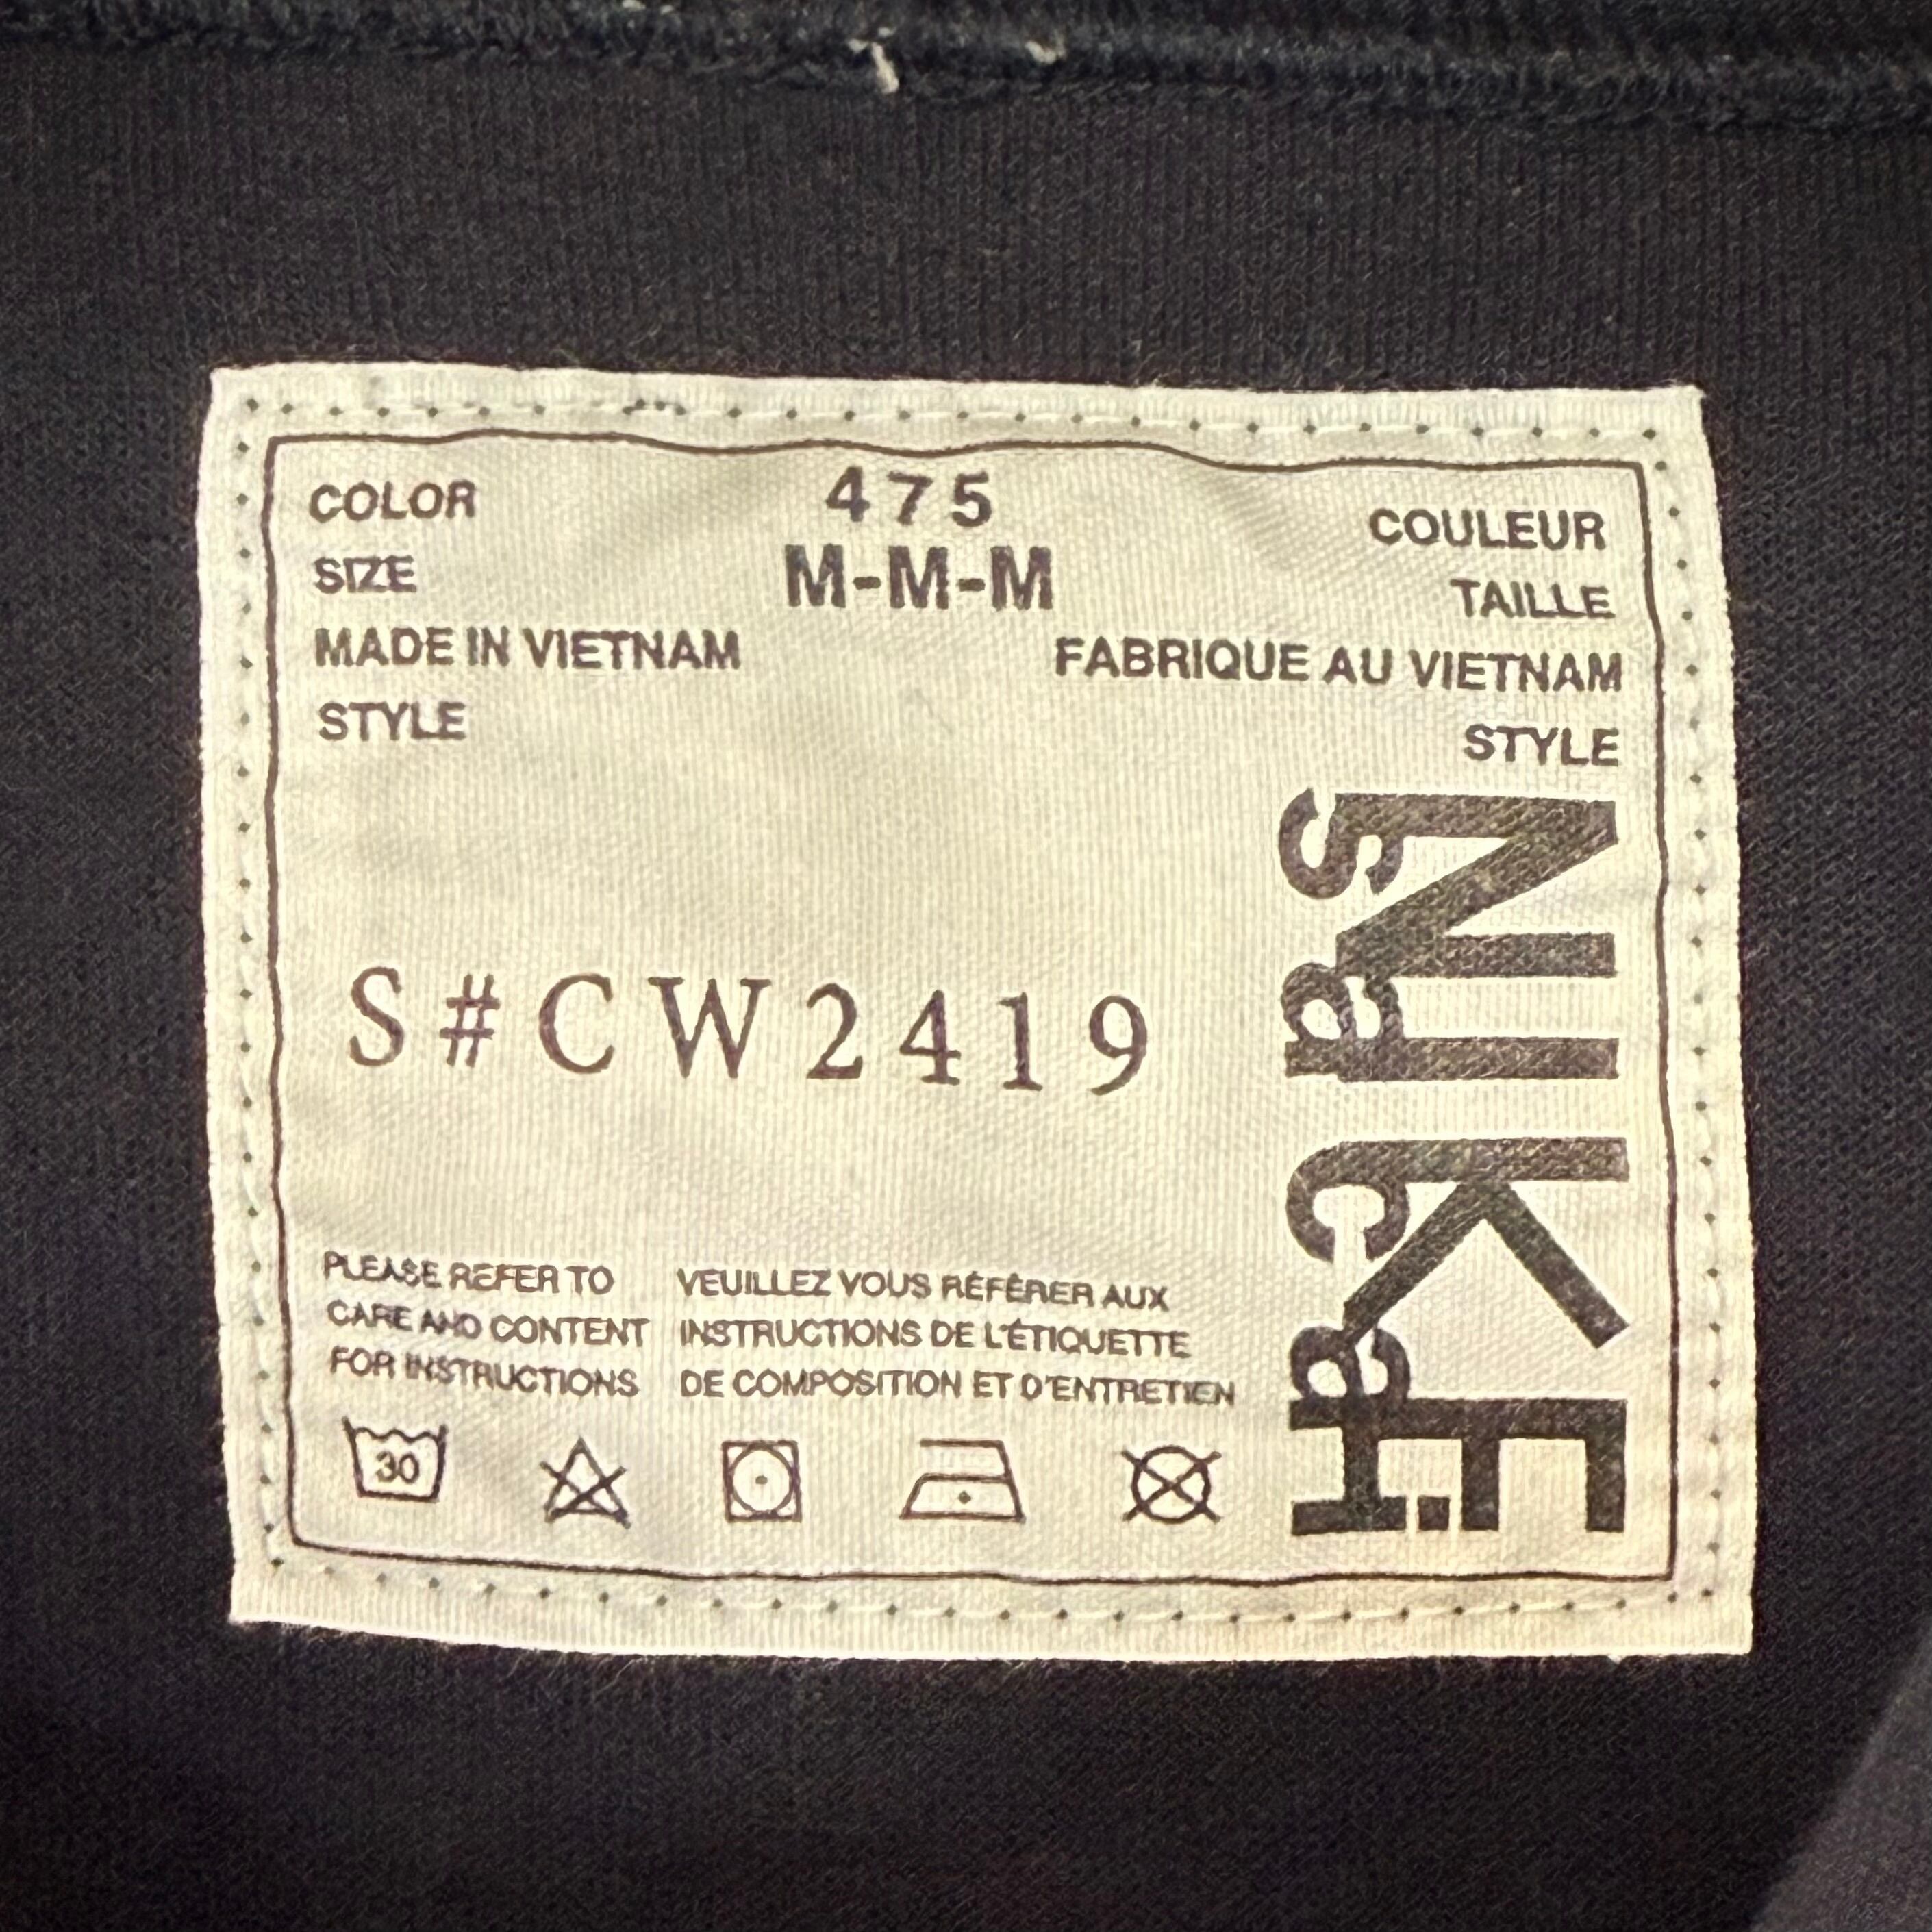 COLOR 475 COULEUR
SIZE M-M-M TAILLE
MADE IN VIETNAM FABRIQUE AU VIETNAM
STYLE STYLE
S#CW2419
NIKE
sacai
PLEASE REFER TO
CARE AND CONTENT
FOR INSTRUCTIONS
VEUILLEZ VOUS RÉFÉRER AUX
INSTRUCTIONS DE L'ÉTIQUETTE
DE COMPOSITION ET D'ENTRETIEN
30